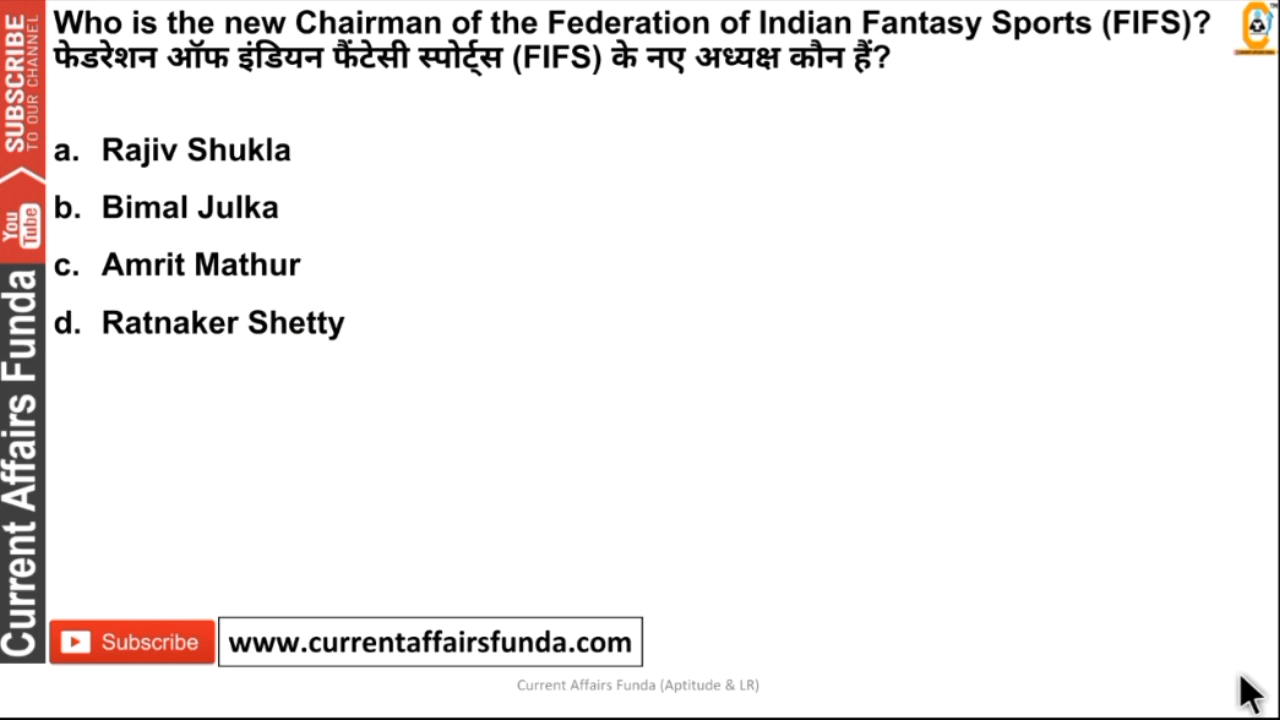 Who is the new Chairman of the Federation of Indian Fantasy Sports (FIFS)?
फेडरेशन ऑफ इंडियन फैंटेसी स्पोर्ट्स (FIFS) के नए अध्यक्ष कौन हैं?
a. Rajiv Shukla
b. Bimal Julka
c. Amrit Mathur
d. Ratnaker Shetty
SUBSCRIBE
TO OUR CHANNEL
You Tube
Current Affairs Funda
Subscribe
www.currentaffairsfunda.com
Current Affairs Funda (Aptitude & LR)